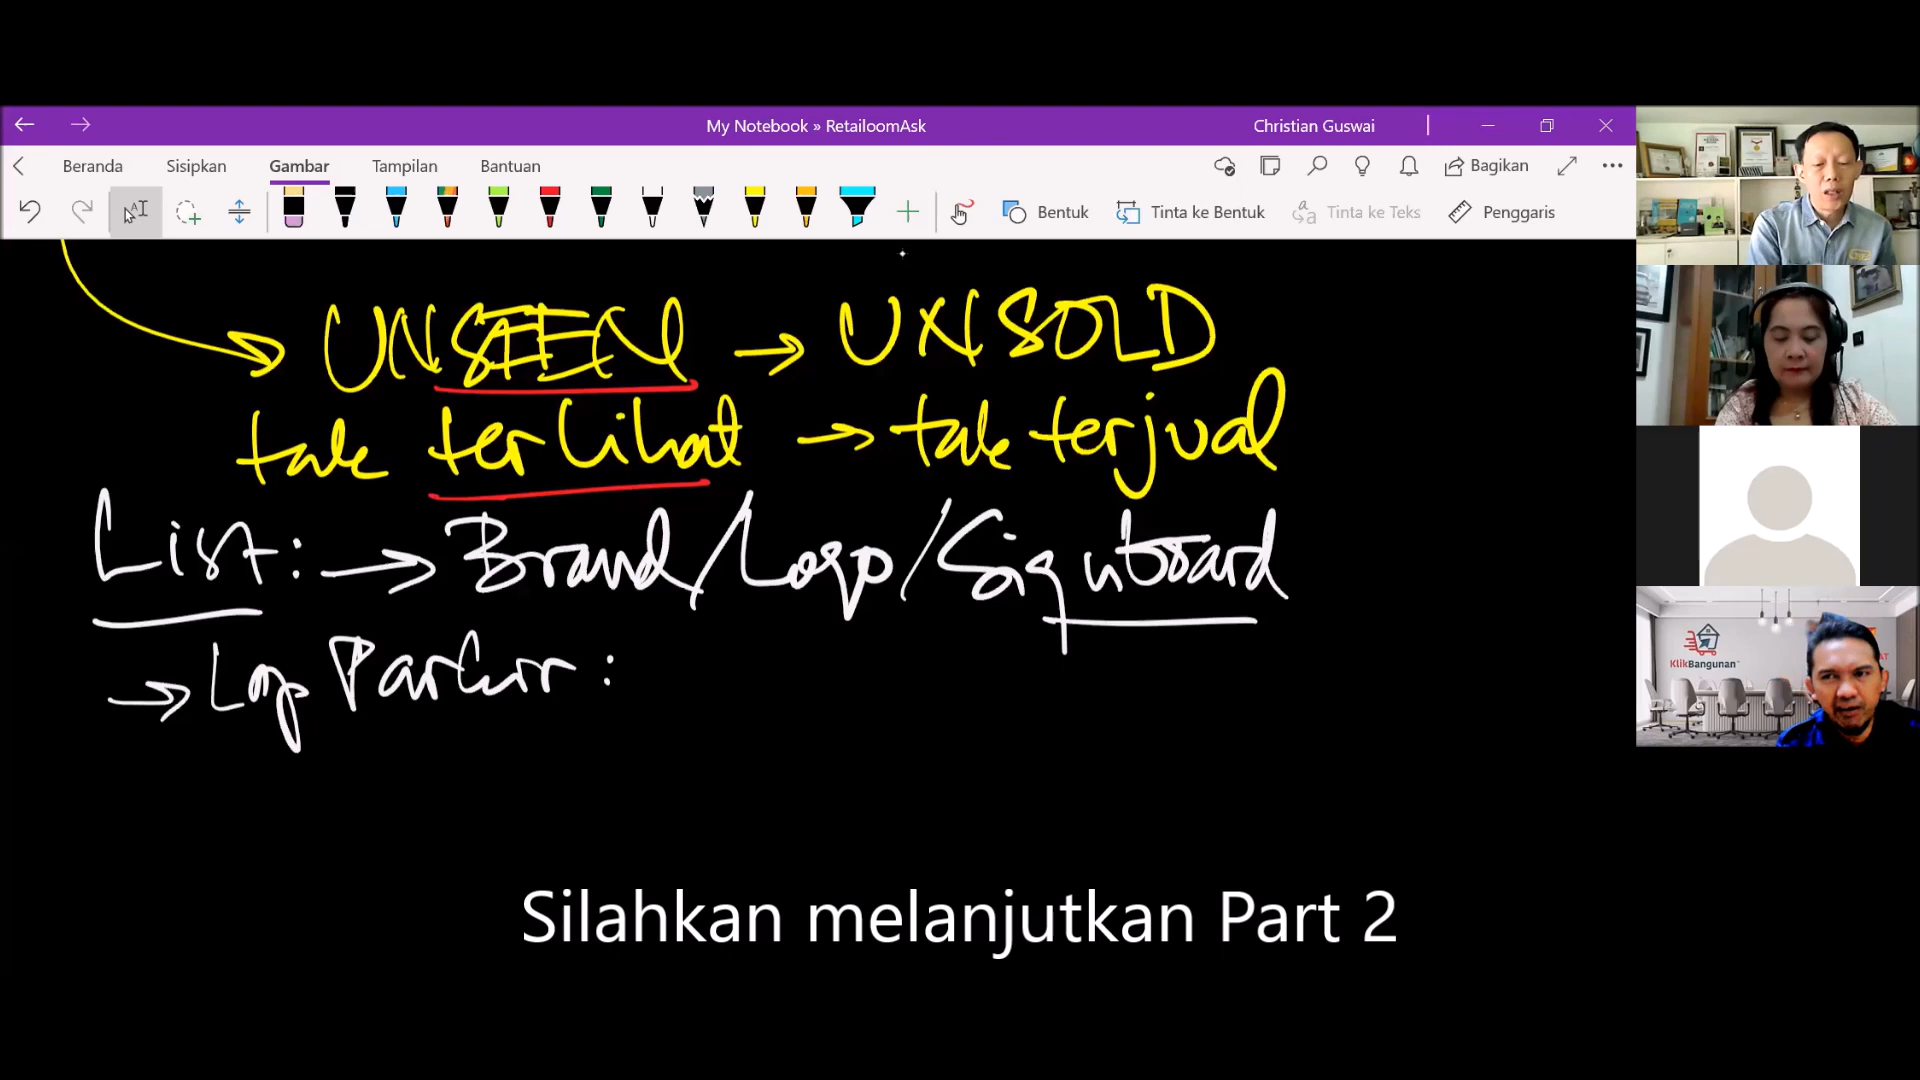 My Notebook » RetailoomAsk
Christian Guswai
Beranda Sisipkan Gambar Tampilan Bantuan
Bagikan
Bentuk Tinta ke Bentuk Tinta ke Teks Penggaris
UNSEEN → UNSOLD
tak terlihat → tak terjual
List: → Brand/Logo/Signboard
→ Lap Parkir :
KlikBangunan
Silahkan melanjutkan Part 2